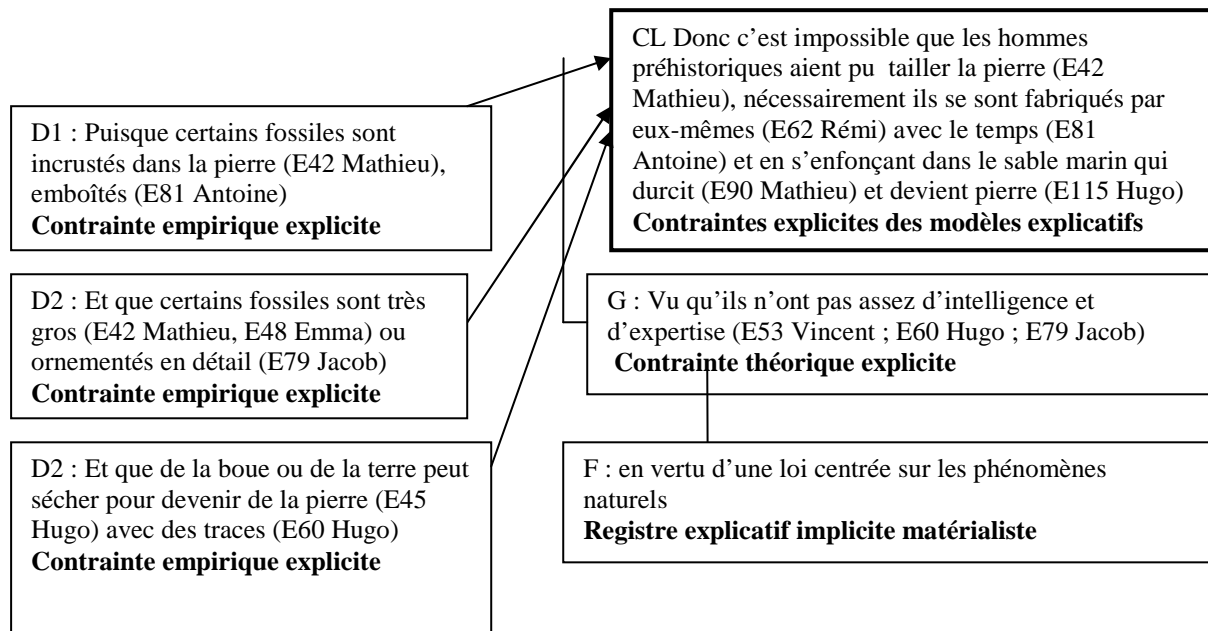 CL Donc c’est impossible que les hommes
préhistoriques aient pu  tailler la pierre (E42
Mathieu), nécessairement ils se sont fabriqués par
eux-mêmes (E62 Rémi) avec le temps (E81
Antoine) et en s’enfonçant dans le sable marin qui
durcit (E90 Mathieu) et devient pierre (E115 Hugo)
Contraintes explicites des modèles explicatifs
D1 : Puisque certains fossiles sont
incrustés dans la pierre (E42 Mathieu),
emboîtés (E81 Antoine)
Contrainte empirique explicite
D2 : Et que certains fossiles sont très
gros (E42 Mathieu, E48 Emma) ou
ornementés en détail (E79 Jacob)
Contrainte empirique explicite
G : Vu qu’ils n’ont pas assez d’intelligence et
d’expertise (E53 Vincent ; E60 Hugo ; E79 Jacob)
Contrainte théorique explicite
D2 : Et que de la boue ou de la terre peut
sécher pour devenir de la pierre (E45
Hugo) avec des traces (E60 Hugo)
Contrainte empirique explicite
F : en vertu d’une loi centrée sur les phénomènes
naturels
Registre explicatif implicite matérialiste